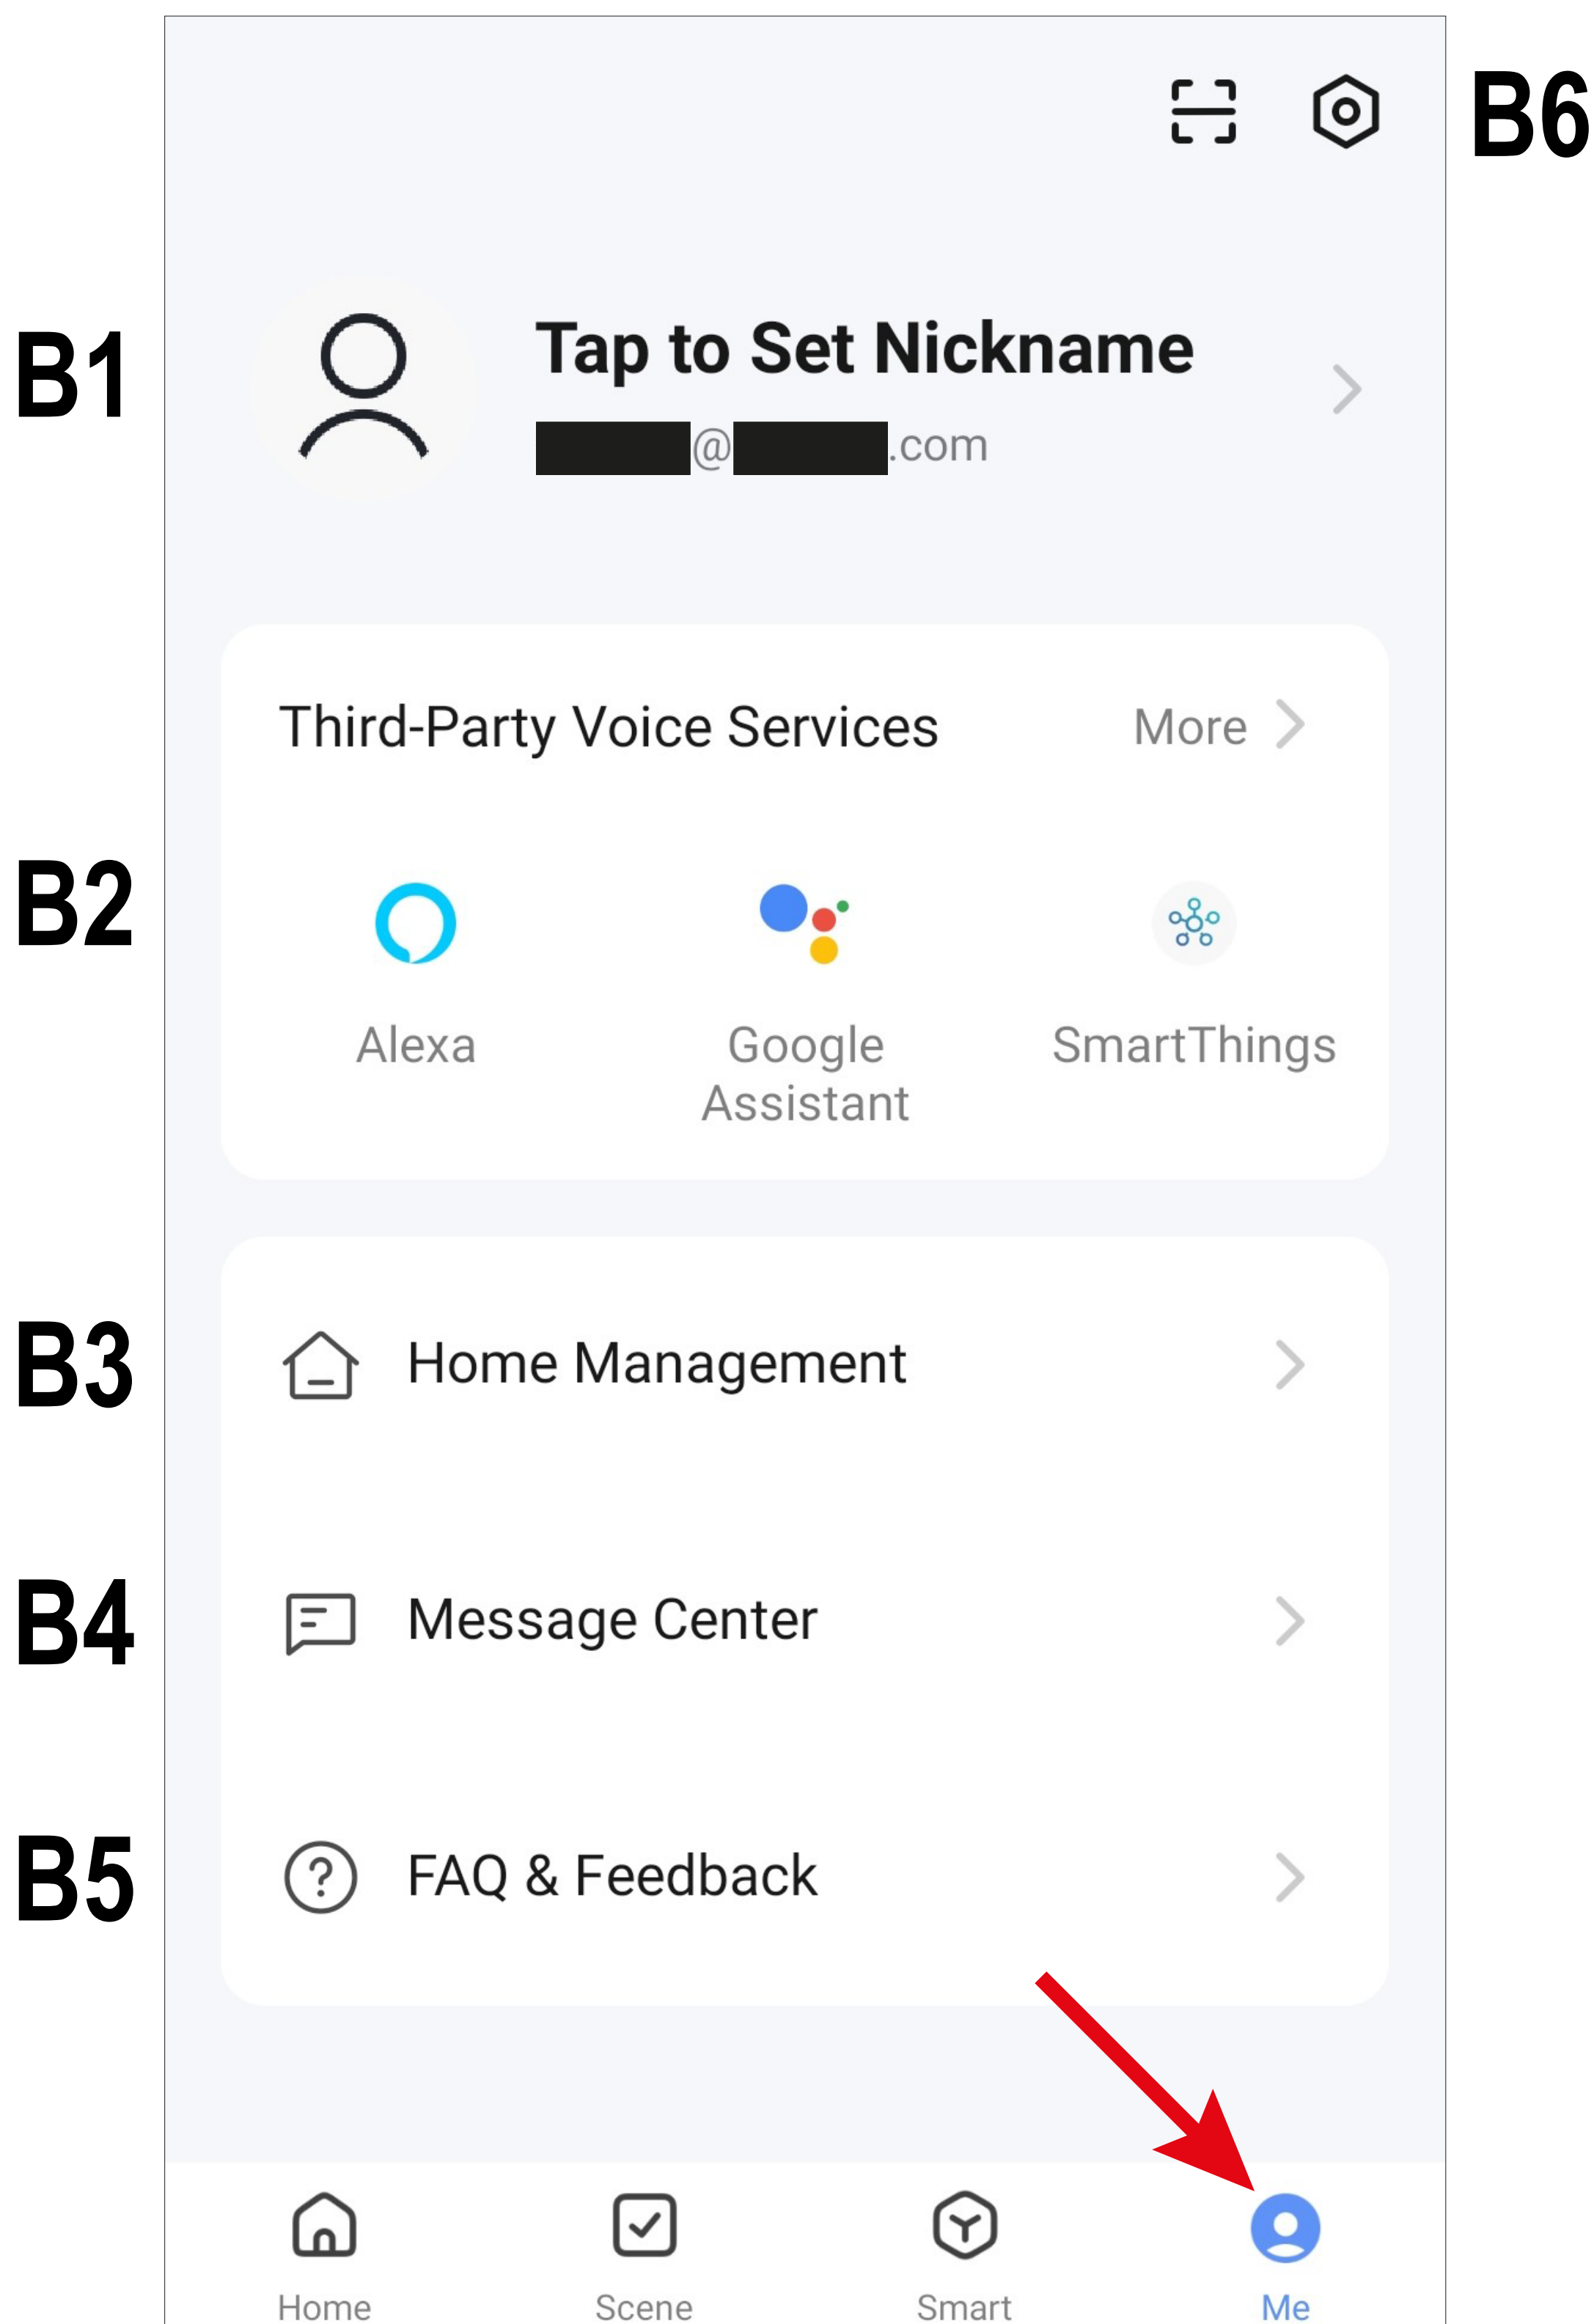 B6
B1
Tap to Set Nickname
@ .com
Third-Party Voice Services More
B2
Alexa Google Assistant SmartThings
B3
Home Management
B4
Message Center
B5
FAQ & Feedback
Home Scene Smart Me